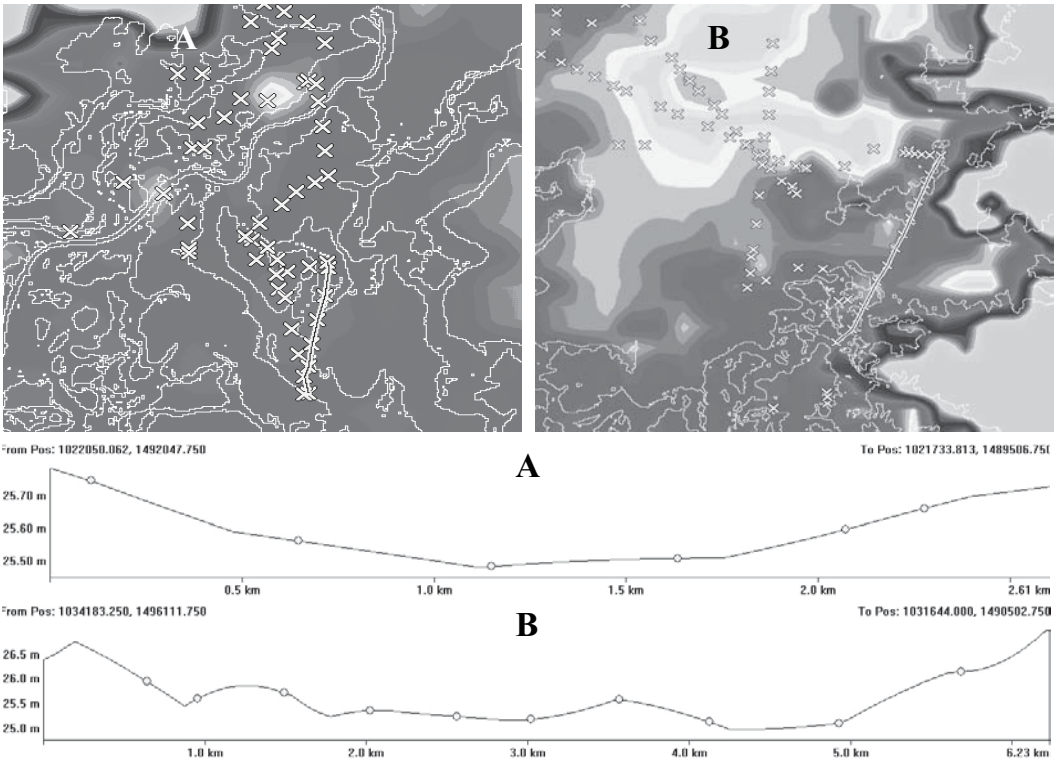 A
B
From Pos: 1022050.062, 1492047.750
To Pos: 1021733.813, 1489506.750
A
25.70 m
25.60 m
25.50 m
0.5 km
1.0 km
1.5 km
2.0 km
2.61 km
From Pos: 1034183.250, 1496111.750
To Pos: 1031644.000, 1490502.750
B
26.5 m
26.0 m
25.5 m
25.0 m
1.0 km
2.0 km
3.0 km
4.0 km
5.0 km
6.23 km